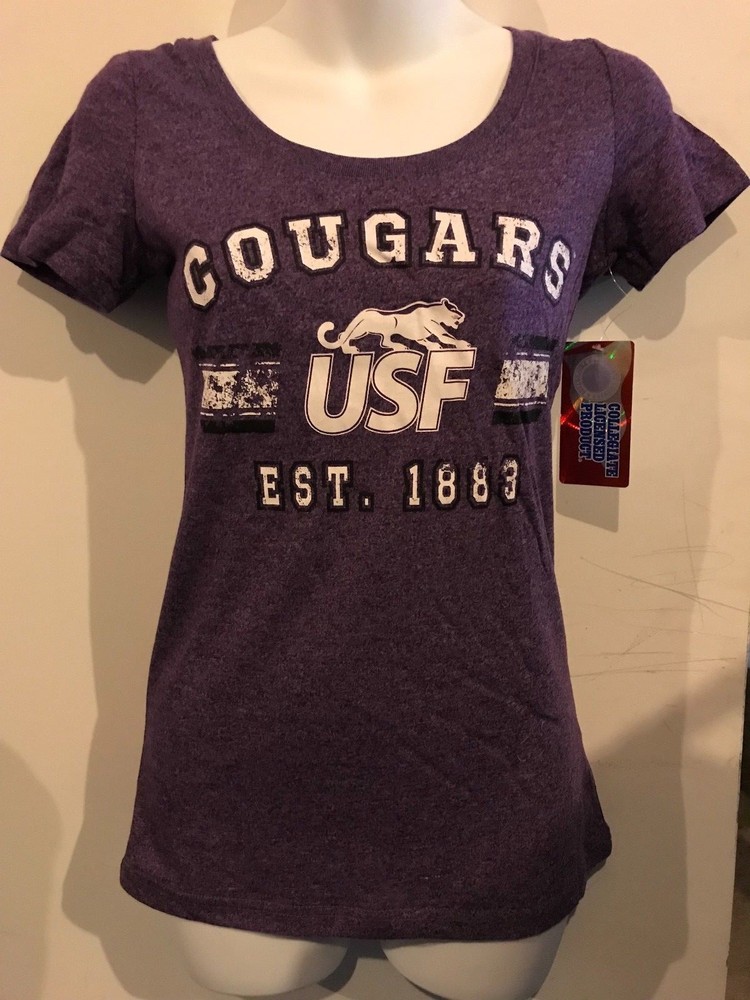 COUGARS
USF
EST. 1883
COLLEGIATE
LICENSED
PRODUCT